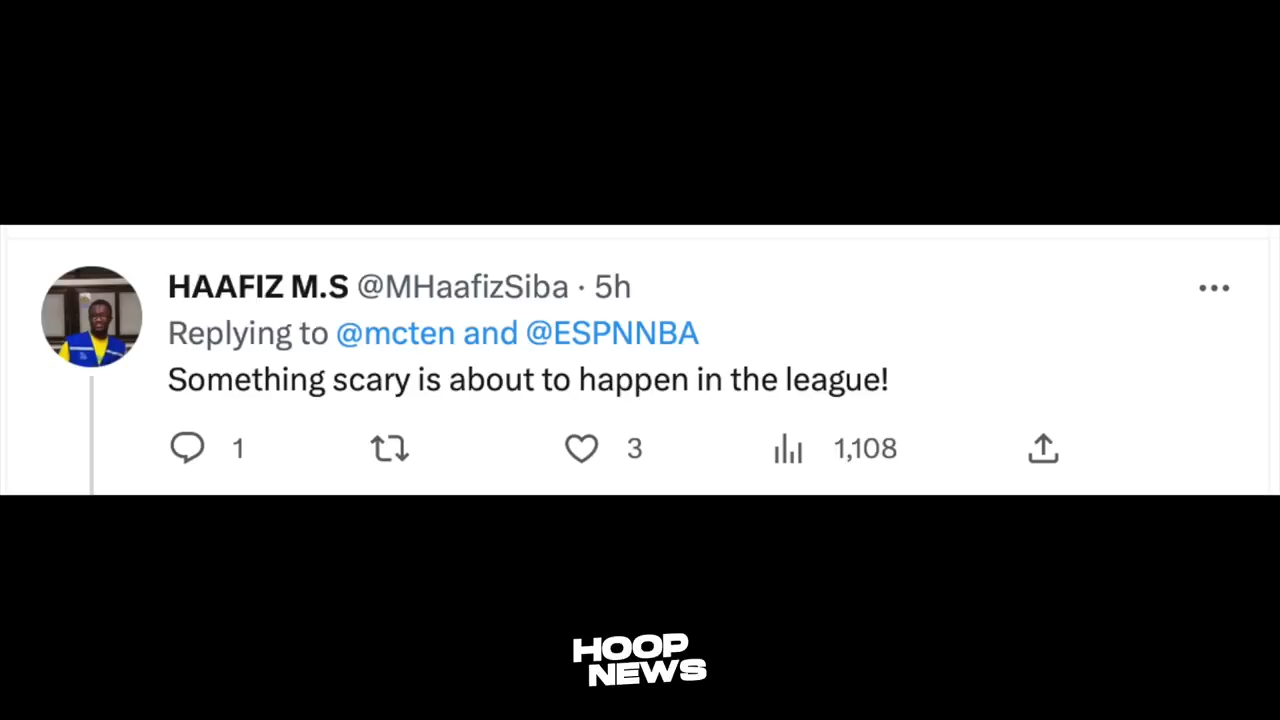 HAAFIZ M.S @MHaafizSiba · 5h
Replying to @mcten and @ESPNNBA
Something scary is about to happen in the league!
1 3 1,108
HOOP
NEWS